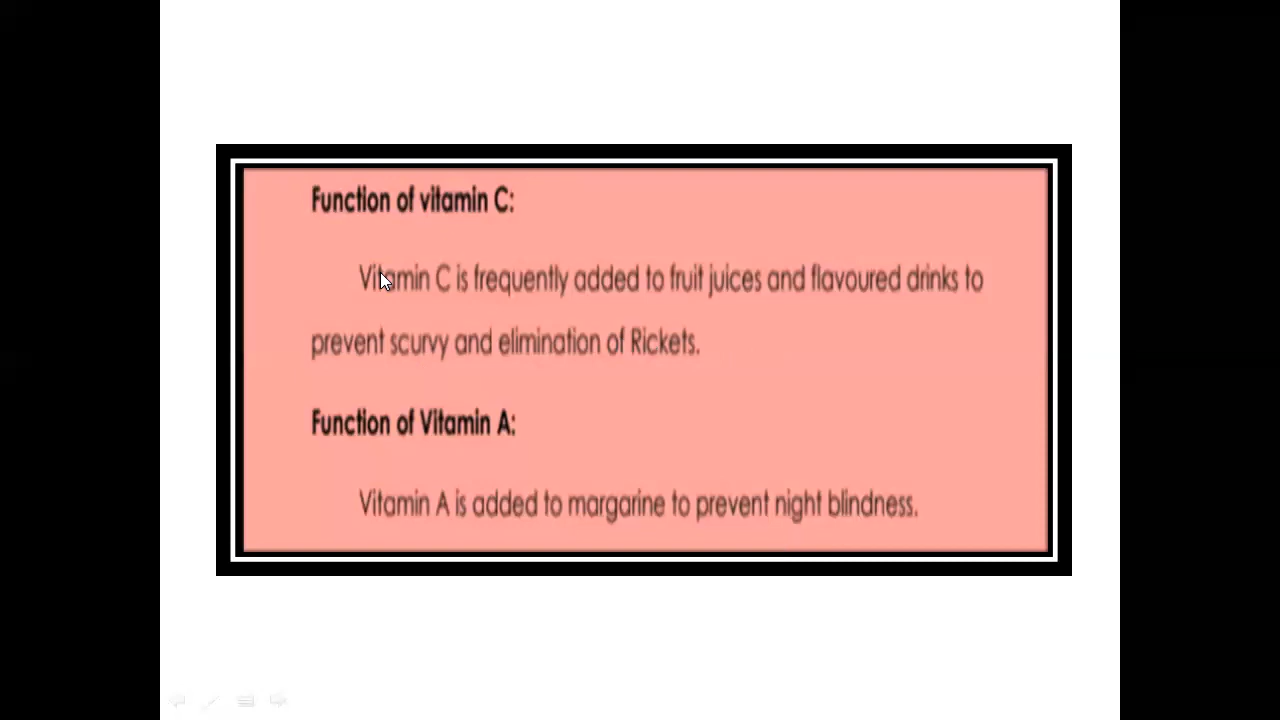 Function of vitamin C:
Vitamin C is frequently added to fruit juices and flavoured drinks to
prevent scurvy and elimination of Rickets.
Function of Vitamin A:
Vitamin A is added to margarine to prevent night blindness.